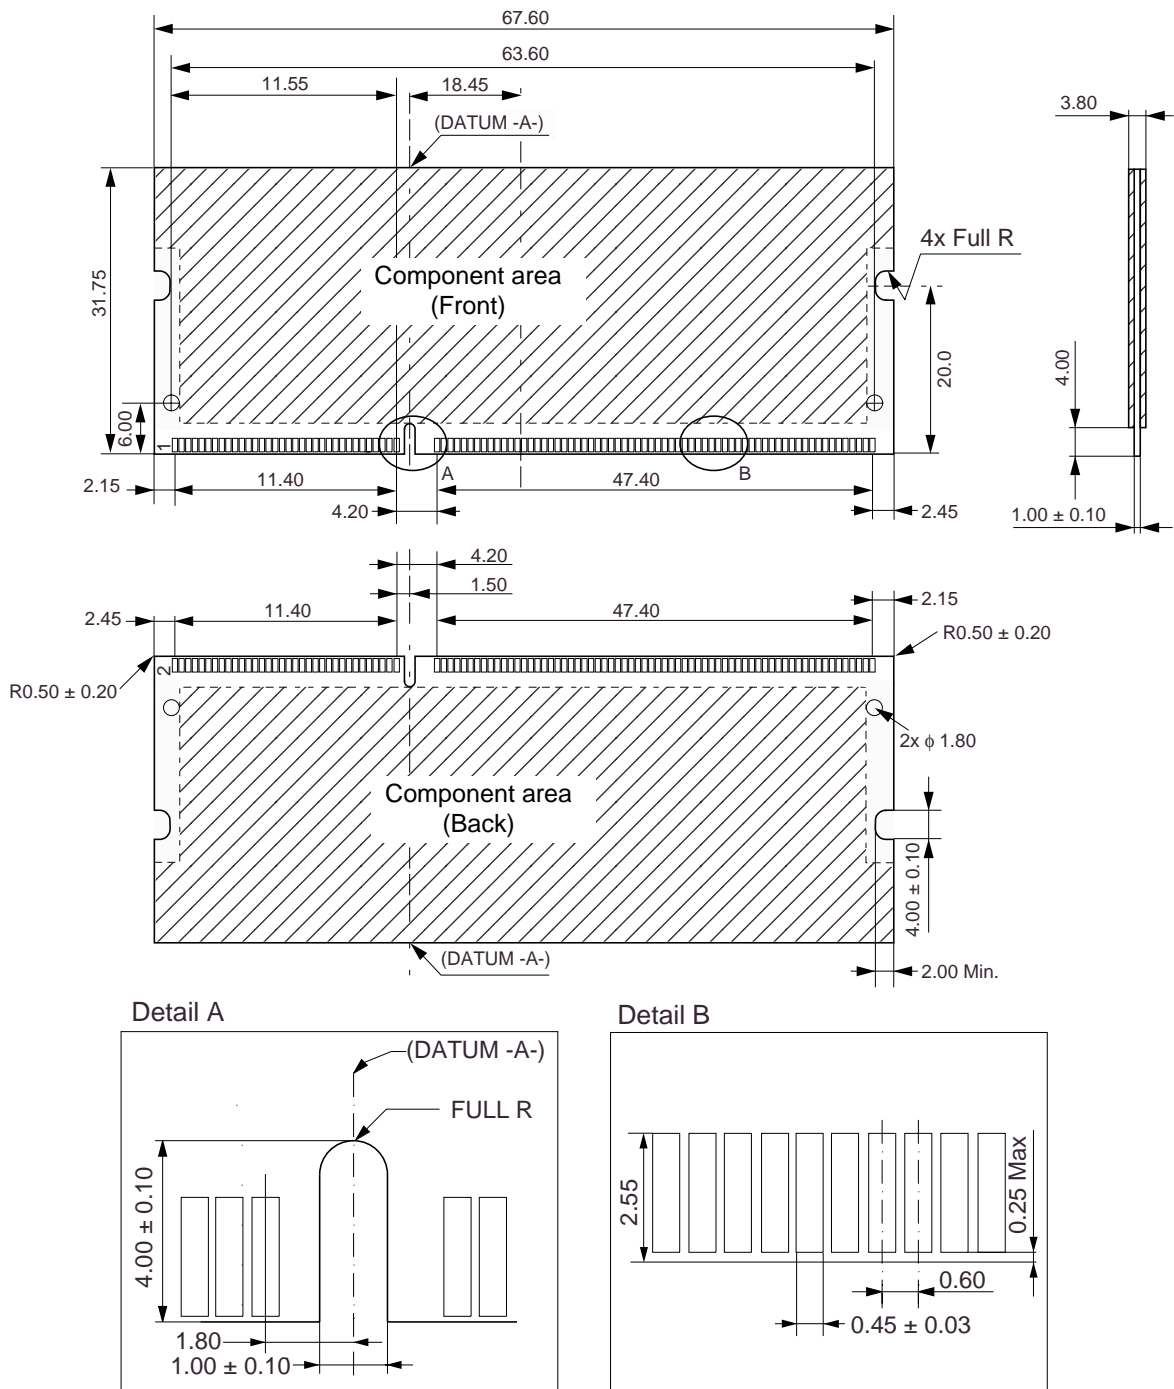 67.60
63.60
11.55
18.45
(DATUM -A-)
3.80
4x Full R
Component area
(Front)
31.75
20.0
4.00
6.00
1
A
B
2.15
11.40
47.40
2.45
4.20
1.00 ± 0.10
4.20
1.50
2.45
11.40
47.40
2.15
R0.50 ± 0.20
2
R0.50 ± 0.20
2x ϕ 1.80
Component area
(Back)
4.00 ± 0.10
(DATUM -A-)
2.00 Min.
Detail A
Detail B
(DATUM -A-)
FULL R
4.00 ± 0.10
1.80
1.00 ± 0.10
2.55
0.25 Max
0.60
0.45 ± 0.03